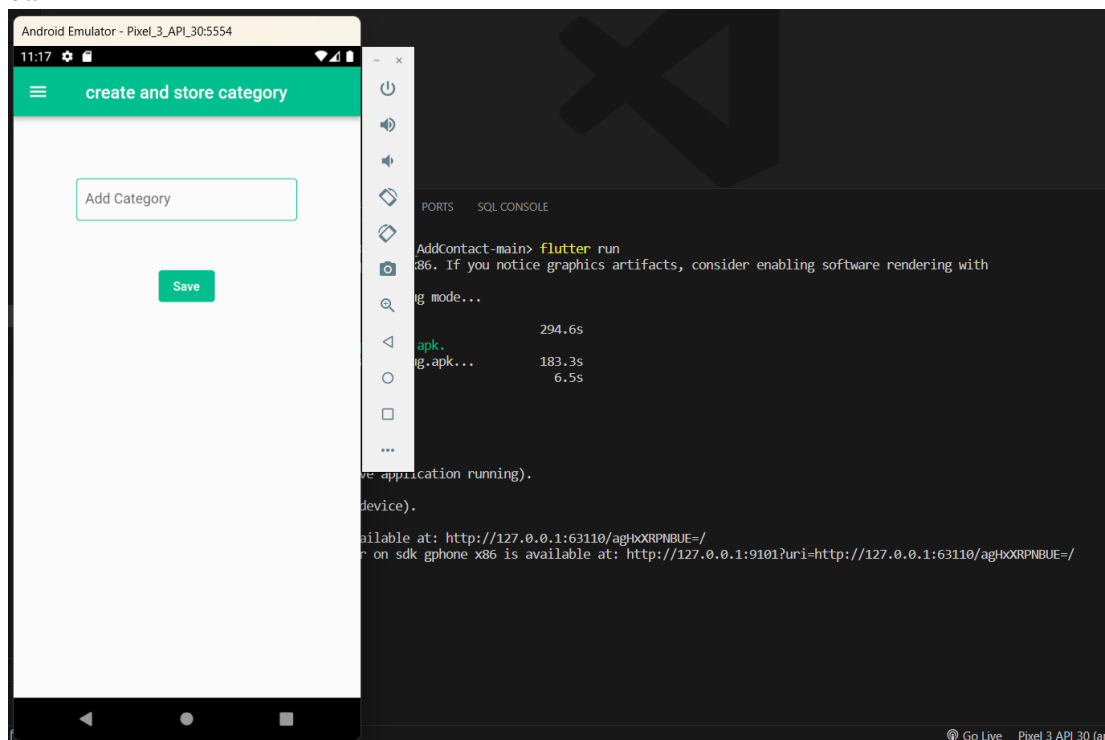 Android Emulator - Pixel_3_API_30:5554
11:17
create and store category
Add Category
Save
PORTS SQL CONSOLE
AddContact-main> flutter run
x86. If you notice graphics artifacts, consider enabling software rendering with
g mode...
294.6s
apk.
g.apk... 183.3s
6.5s
ve application running).
device).
ailable at: http://127.0.0.1:63110/agHxXRPNBUE=/
r on sdk gphone x86 is available at: http://127.0.0.1:9101?uri=http://127.0.0.1:63110/agHxXRPNBUE=/
Go Live Pixel 3 API 30 (a